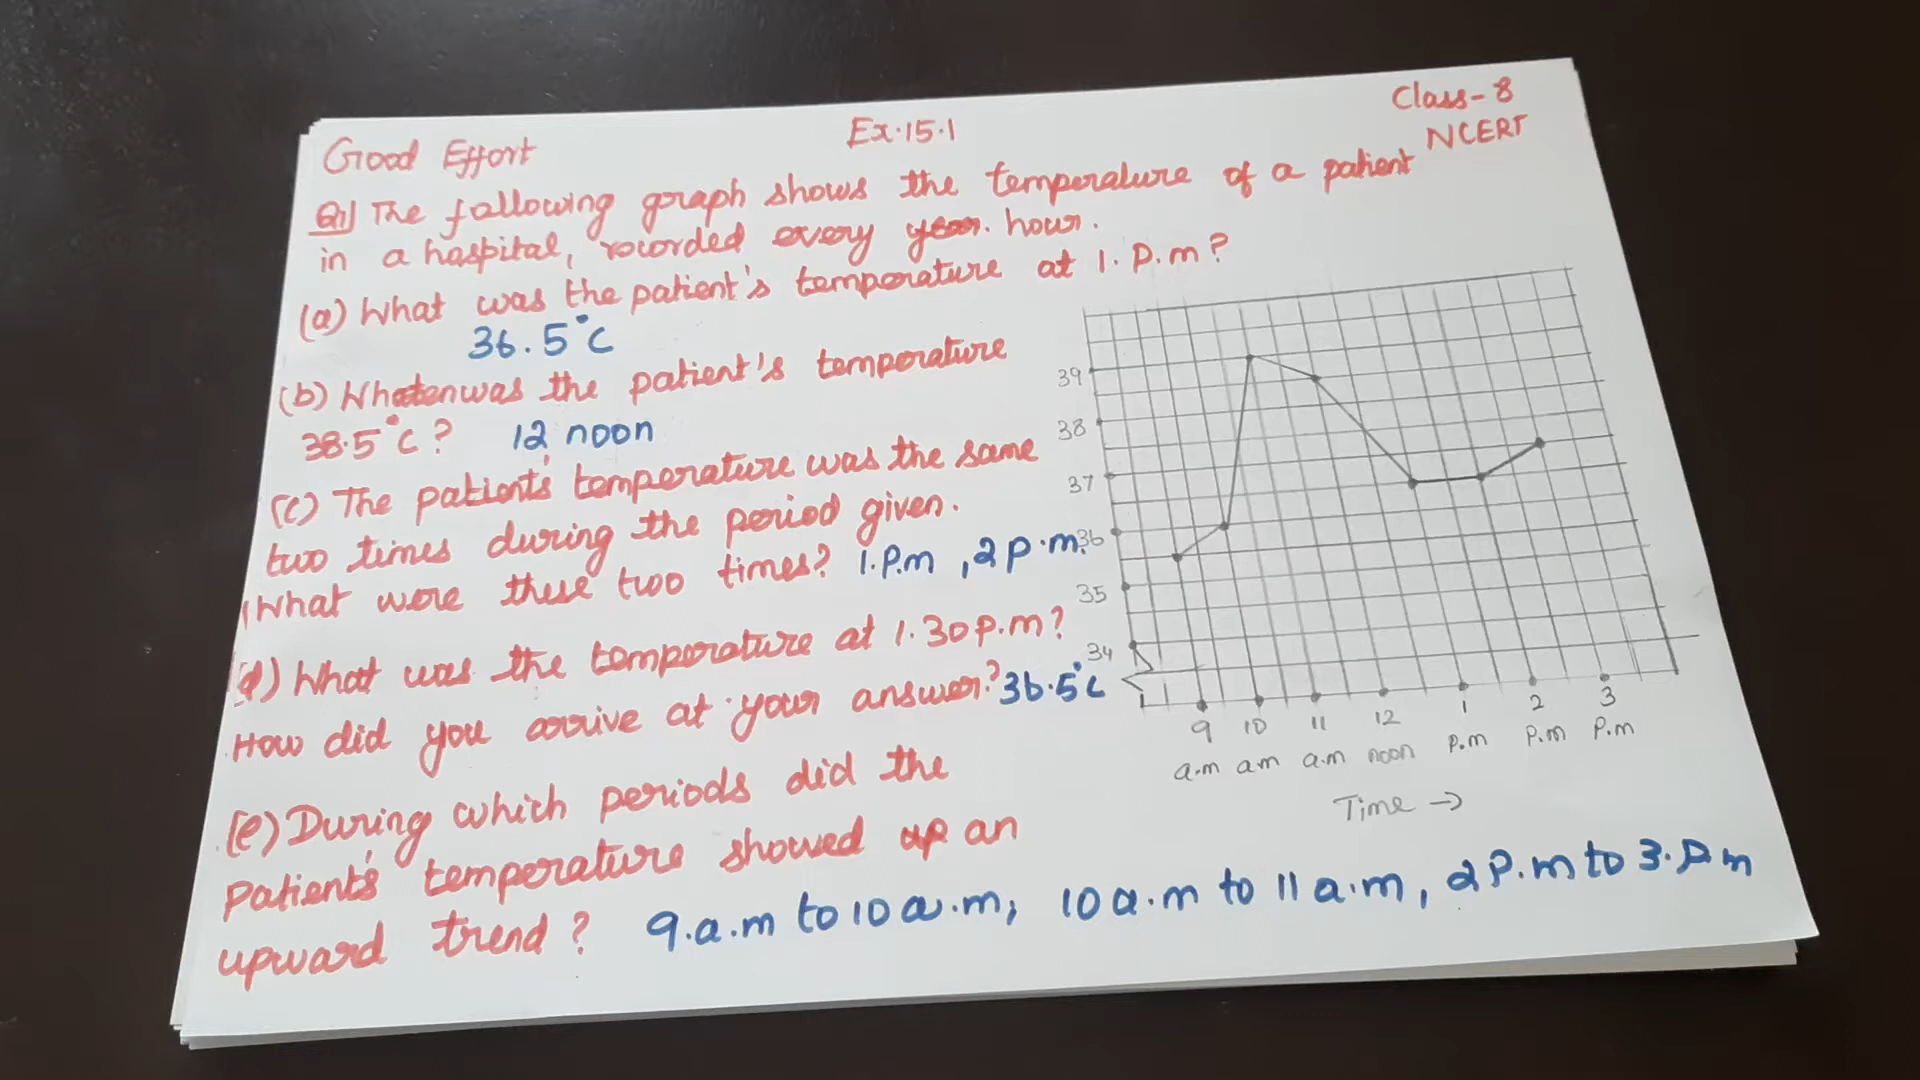 Good Effort
Ex.15.1
Class-8
NCERT
Q1) The following graph shows the temperature of a patient
in a hospital, recorded every year. hour.
(a) What was the patient's temperature at 1.P.m?
36.5°C
(b) When was the patient's temperature
38.5°C? 12 noon
(c) The patient's temperature was the same
two times during the period given.
What were these two times? 1.P.m, 2 p.m.
(d) What was the temperature at 1.30 p.m?
How did you arrive at your answer? 36.5°C
(e) During which periods did the
Patient's temperature showed up an
upward trend? 9.a.m to 10 a.m; 10 a.m to 11 a.m, 2 P.m to 3.p.m
39
38
37
36
35
34
9 10 11 12 1 2 3
a.m am a.m noon p.m P.m P.m
Time →